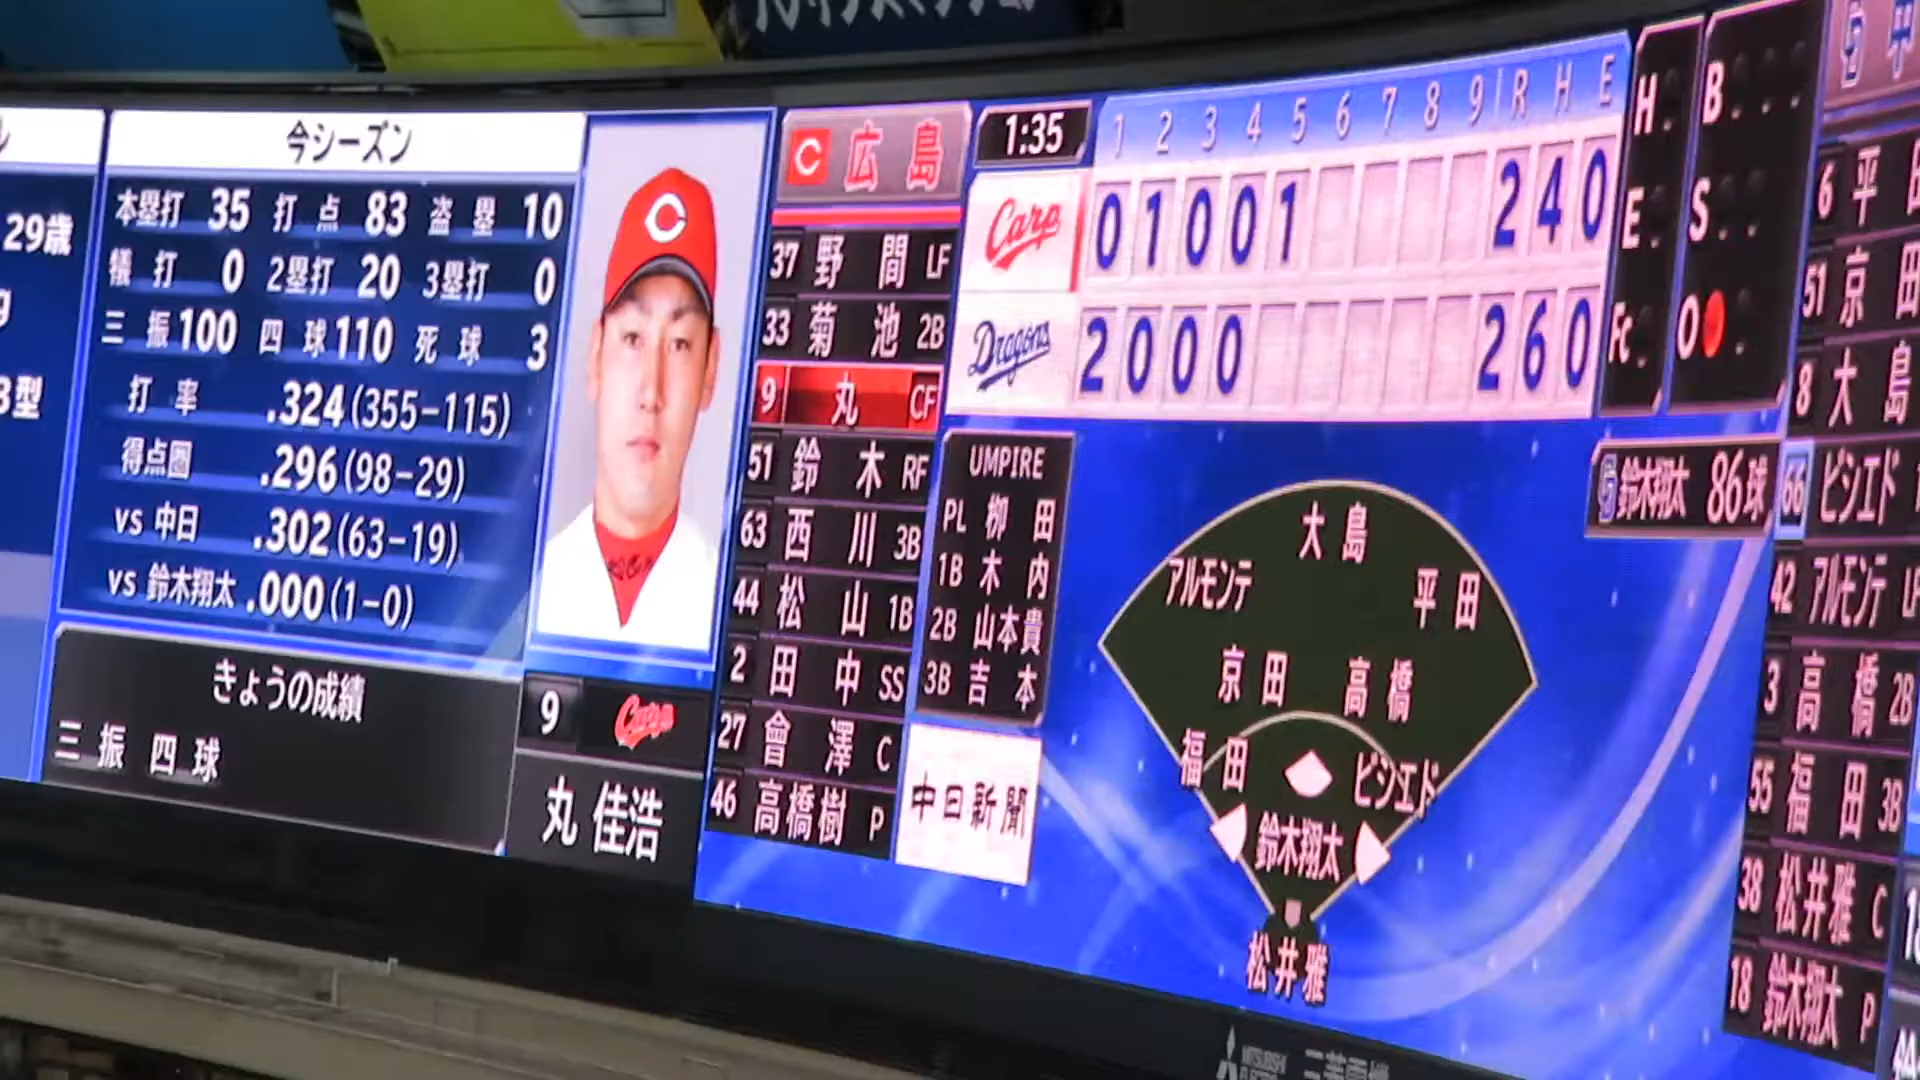 29歳
今シーズン
本塁打 35 打点 83 盗塁 10
犠打 0 2塁打 20 3塁打 0
三振 100 四球 110 死球 3
打率 .324(355-115)
得点圏 .296(98-29)
vs 中日 .302(63-19)
vs 鈴木翔太 .000(1-0)
きょうの成績
三振 四球
9 Carp
丸 佳浩
C 広島
37 野間 LF
33 菊池 2B
9 丸 CF
51 鈴木 RF
63 西川 3B
44 松山 1B
2 田中 SS
27 會澤 C
46 高橋樹 P
1:35
1 2 3 4 5 6 7 8 9 R H E
Carp 0 1 0 0 1 2 4 0
Dragons 2 0 0 0 2 6 0
H
E
Fc
B
S
O
UMPIRE
PL 柳田
1B 木内
2B 山本貴
3B 吉本
中日新聞
鈴木翔太 86球
大島
アルモンテ
平田
京田
高橋
福田
ビシエド
鈴木翔太
松井雅
6 平田
51 京田
8 大島
66 ビシエド
42 アルモンテ LF
3 高橋 2B
55 福田 3B
38 松井雅 C
18 鈴木翔太 P
MITSUBISHI ELECTRIC 三菱電機